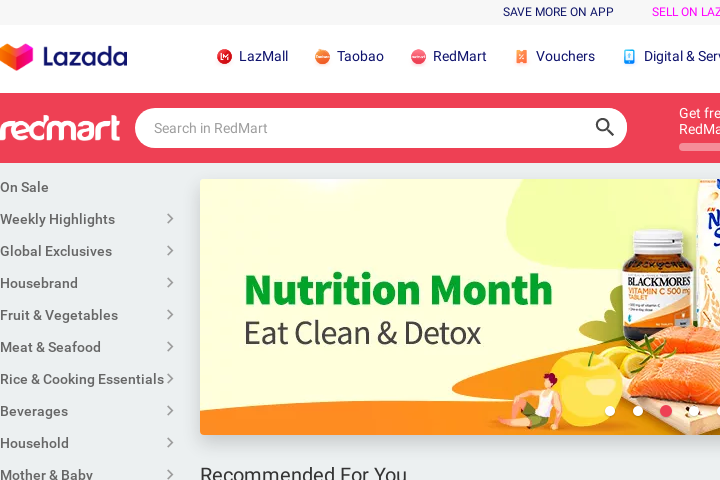 SAVE MORE ON APP
SELL ON LAZ
Lazada
LazMall
Taobao
RedMart
Vouchers
Digital & Ser
redmart
Search in RedMart
Get fre
RedMa
On Sale
Weekly Highlights
Global Exclusives
Housebrand
Fruit & Vegetables
Meat & Seafood
Rice & Cooking Essentials
Beverages
Household
Mother & Baby
Nutrition Month
Eat Clean & Detox
BLACKMORES
VITAMIN C 500 mg
TABLET
Recommended For You